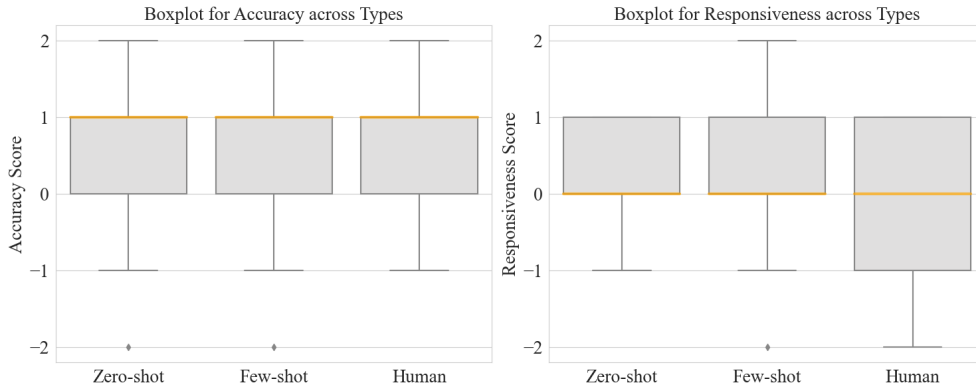 Boxplot for Accuracy across Types
Accuracy Score
2
1
0
−1
−2
Zero-shot Few-shot Human
Boxplot for Responsiveness across Types
Responsiveness Score
2
1
0
−1
−2
Zero-shot Few-shot Human